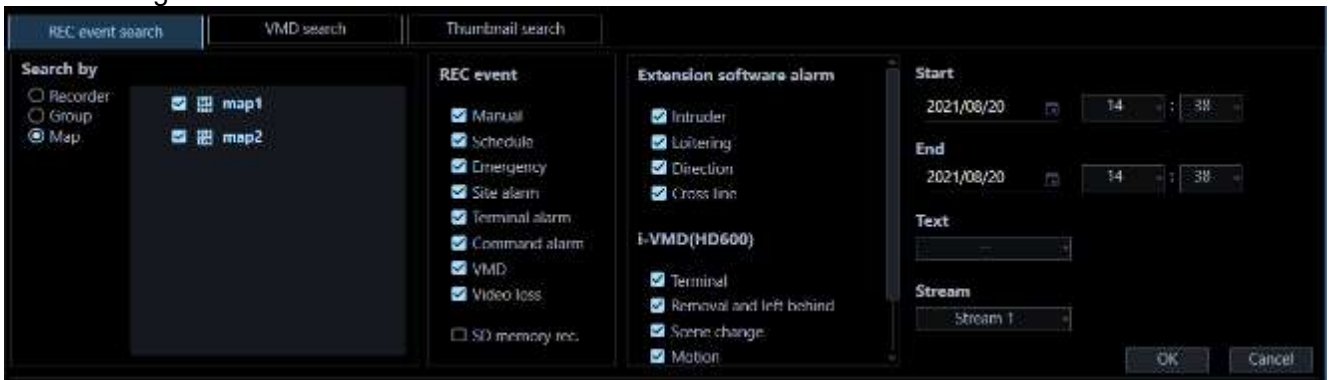 REC event search
VMD search
Thumbnail search
Search by
Recorder
Group
Map
map1
map2
REC event
Manual
Schedule
Emergency
Site alarm
Terminal alarm
Command alarm
VMD
Video loss
SD memory rec.
Extension software alarm
Intruder
Loitering
Direction
Cross line
i-VMD(HD600)
Terminal
Removal and left behind
Scene change
Motion
Start
2021/08/20 14 : 38
End
2021/08/20 14 : 38
Text
--
Stream
Stream 1
OK Cancel